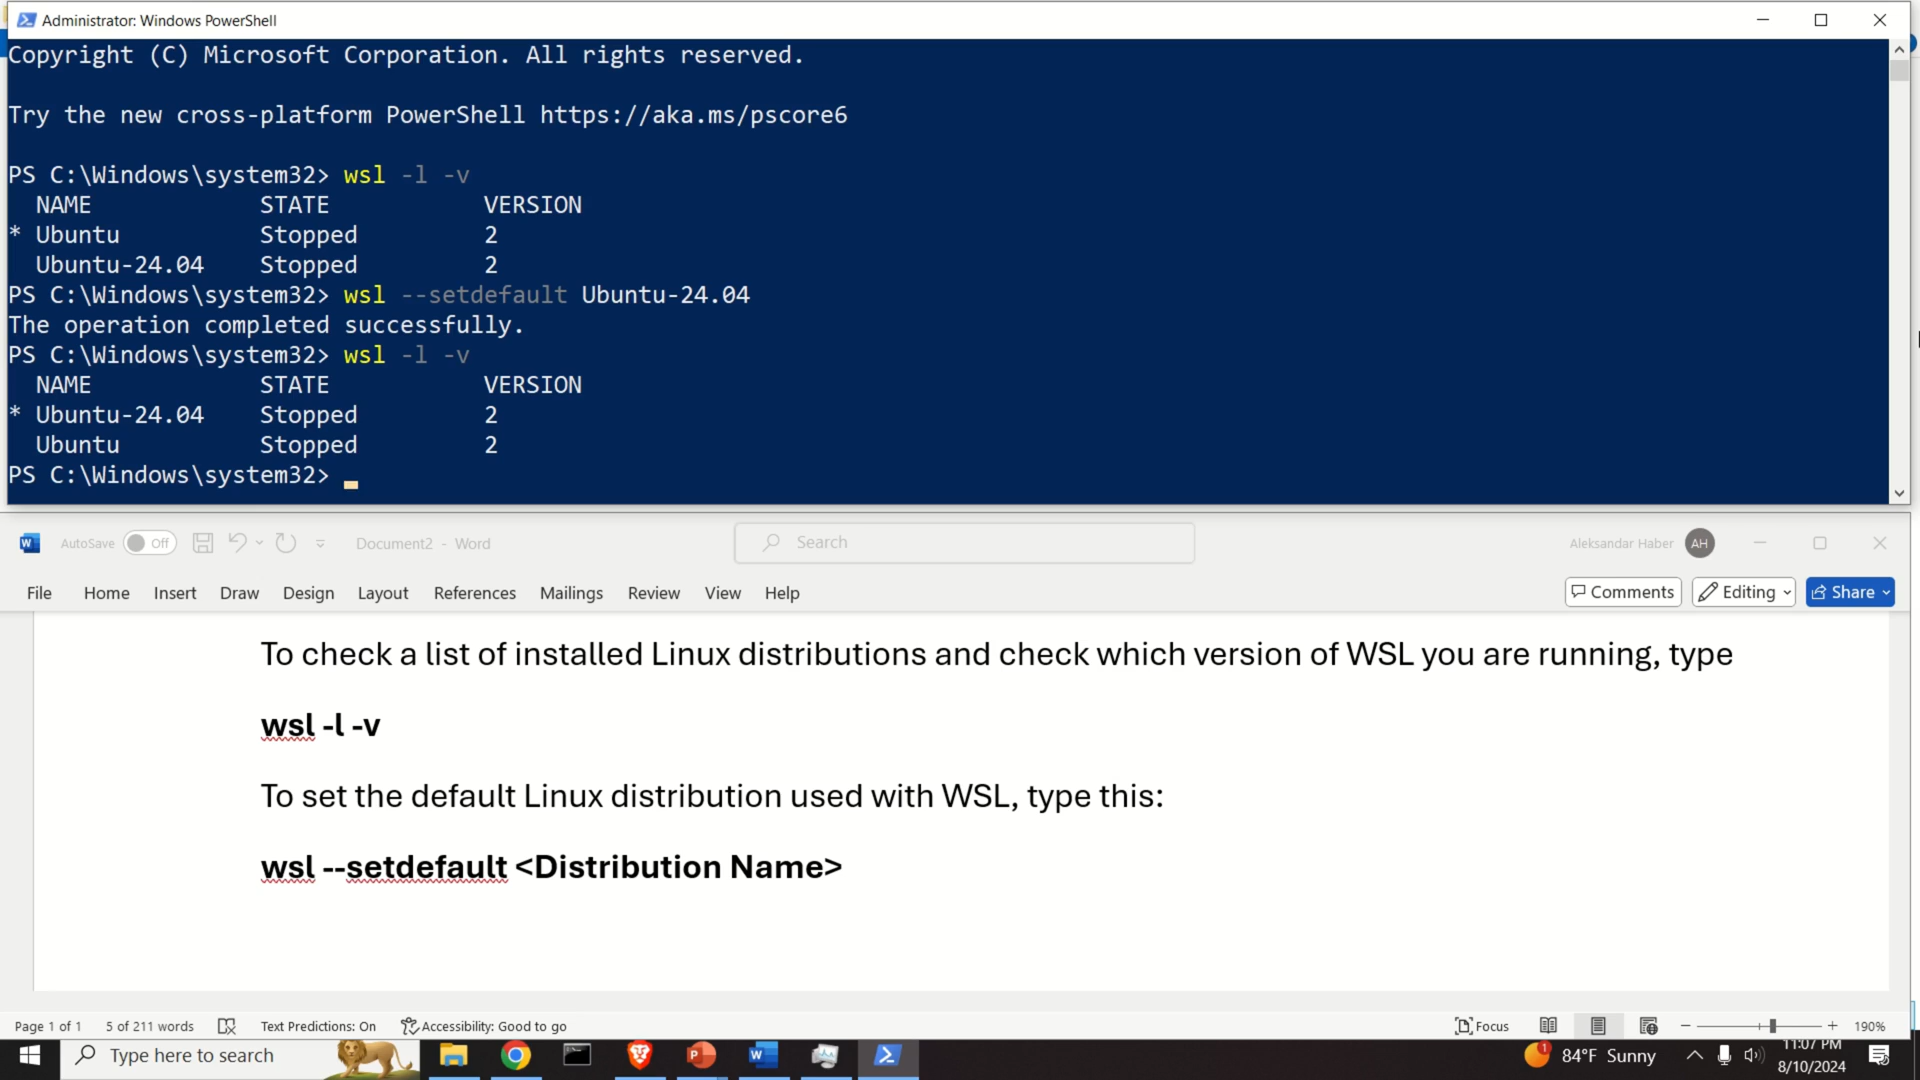 Administrator: Windows PowerShell
Copyright (C) Microsoft Corporation. All rights reserved.
Try the new cross-platform PowerShell https://aka.ms/pscore6
PS C:\Windows\system32> wsl -l -v
  NAME            STATE           VERSION
* Ubuntu          Stopped         2
  Ubuntu-24.04    Stopped         2
PS C:\Windows\system32> wsl --setdefault Ubuntu-24.04
The operation completed successfully.
PS C:\Windows\system32> wsl -l -v
  NAME            STATE           VERSION
* Ubuntu-24.04    Stopped         2
  Ubuntu          Stopped         2
PS C:\Windows\system32>
W AutoSave Off Document2 - Word Search Aleksandar Haber AH
File Home Insert Draw Design Layout References Mailings Review View Help Comments Editing Share
To check a list of installed Linux distributions and check which version of WSL you are running, type
wsl -l -v
To set the default Linux distribution used with WSL, type this:
wsl --setdefault <Distribution Name>
Page 1 of 1 5 of 211 words Text Predictions: On Accessibility: Good to go Focus 190%
Type here to search P W 1 84°F Sunny 11:07 PM
8/10/2024